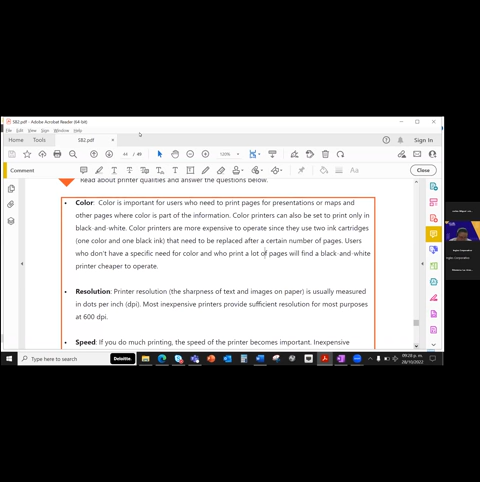 SB2.pdf - Adobe Acrobat Reader (64-bit)
File Edit View Sign Window Help
Home Tools SB2.pdf × Sign In
44 / 49 130%
Comment Close
Read about printer qualities and answer the questions below.
• Color: Color is important for users who need to print pages for presentations or maps and
other pages where color is part of the information. Color printers can also be set to print only in
black-and-white. Color printers are more expensive to operate since they use two ink cartridges
(one color and one black ink) that need to be replaced after a certain number of pages. Users
who don't have a specific need for color and who print a lot of pages will find a black-and-white
printer cheaper to operate.
• Resolution: Printer resolution (the sharpness of text and images on paper) is usually measured
in dots per inch (dpi). Most inexpensive printers provide sufficient resolution for most purposes
at 600 dpi.
• Speed: If you do much printing, the speed of the printer becomes important. Inexpensive
Type here to search
Deloitte.
09:28 p. m.
28/10/2022